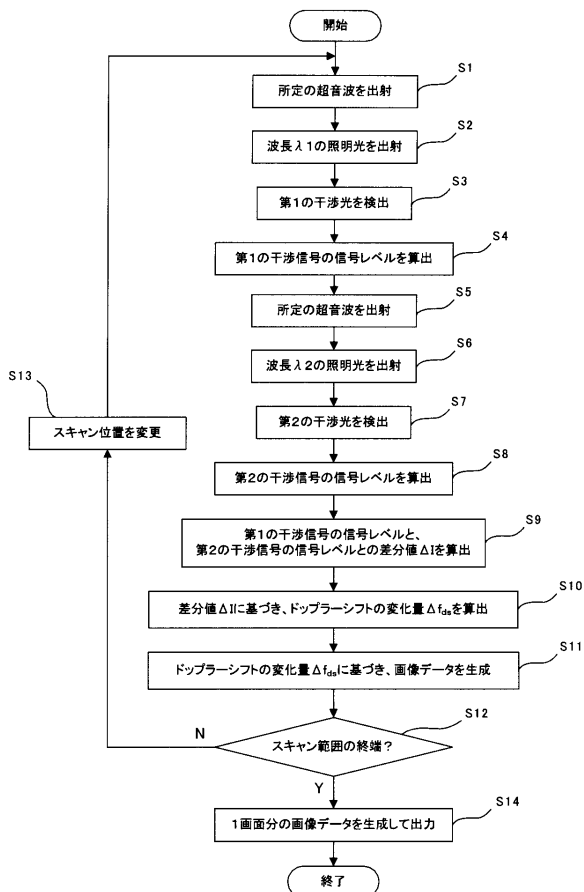 開始
S1
所定の超音波を出射
S2
波長λ1の照明光を出射
S3
第1の干渉光を検出
S4
第1の干渉信号の信号レベルを算出
S5
所定の超音波を出射
S6
波長λ2の照明光を出射
S7
第2の干渉光を検出
S8
第2の干渉信号の信号レベルを算出
S9
第1の干渉信号の信号レベルと、
第2の干渉信号の信号レベルとの差分値ΔIを算出
S10
差分値ΔIに基づき、ドップラーシフトの変化量Δfdsを算出
S11
ドップラーシフトの変化量Δfdsに基づき、画像データを生成
S12
スキャン範囲の終端？
N
Y
S13
スキャン位置を変更
S14
1画面分の画像データを生成して出力
終了